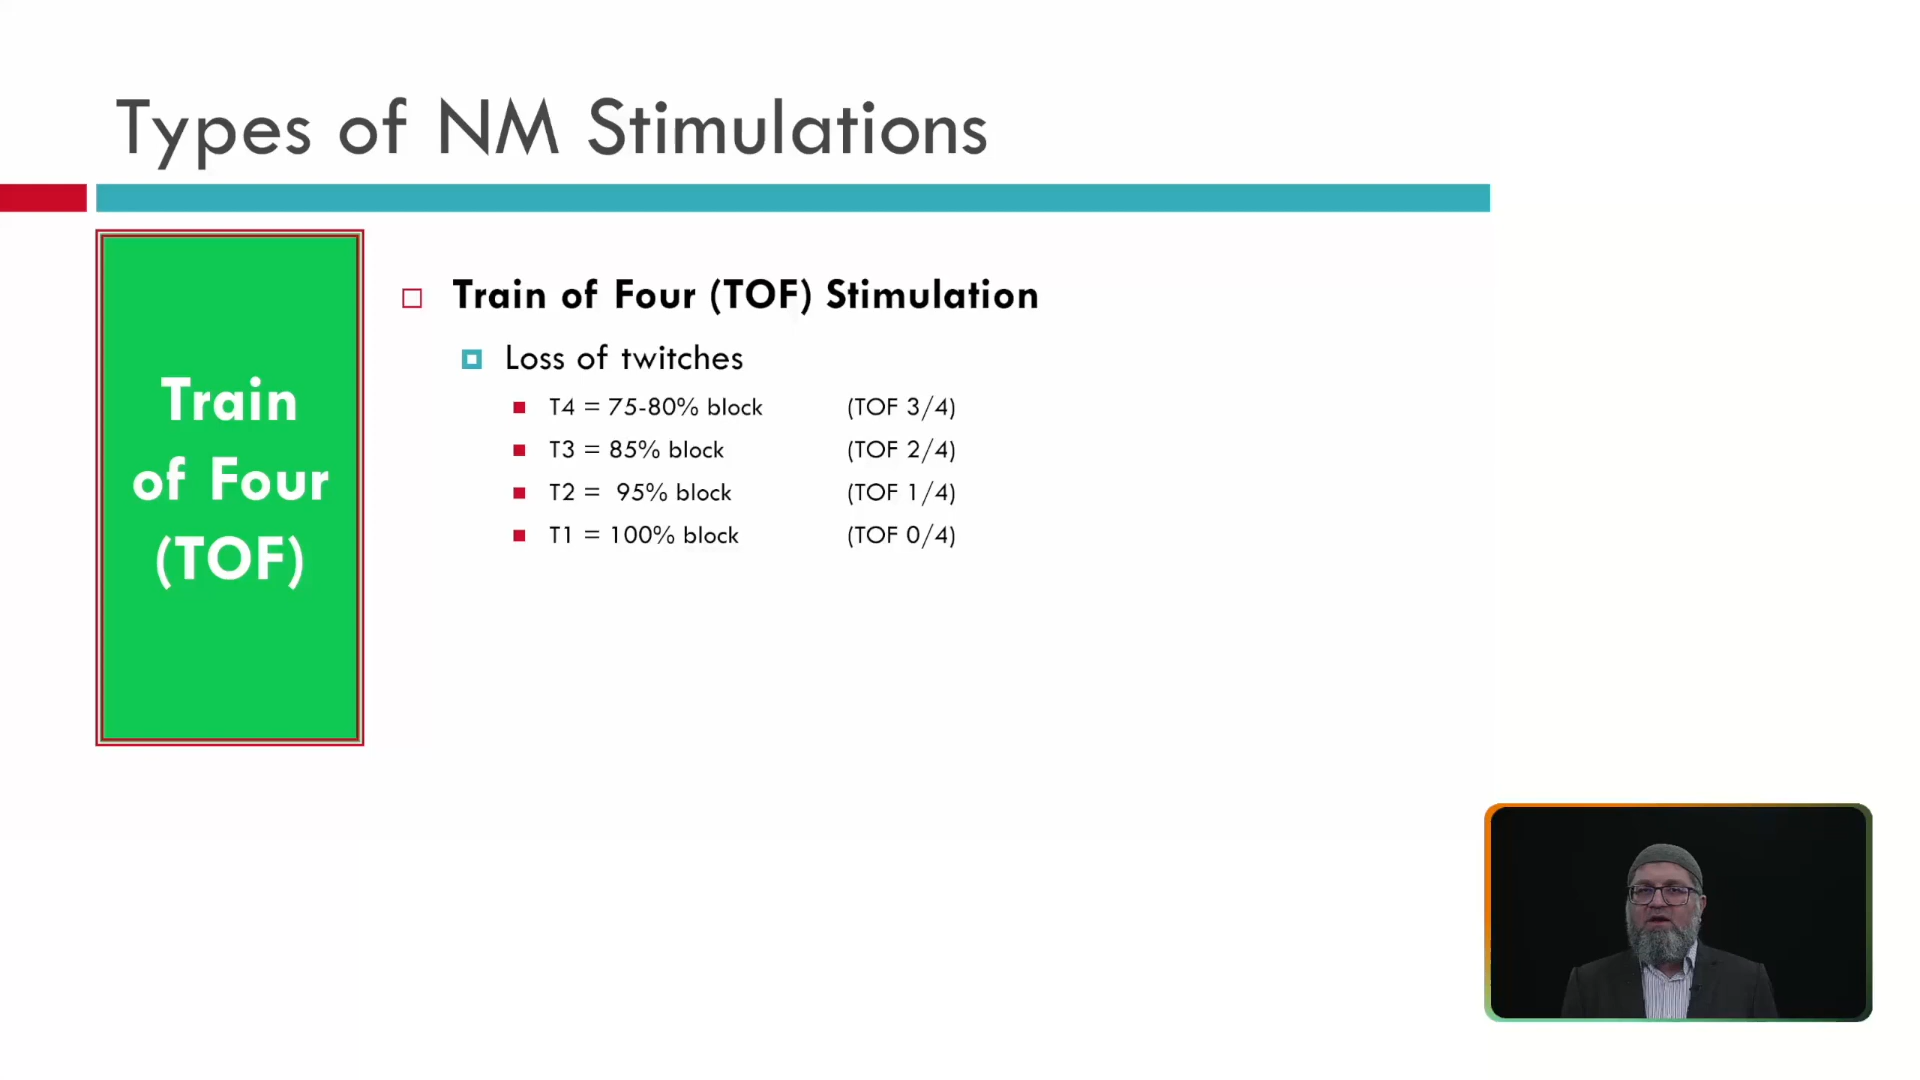 Types of NM Stimulations
Train
of Four
(TOF)
Train of Four (TOF) Stimulation
Loss of twitches
T4 = 75-80% block (TOF 3/4)
T3 = 85% block (TOF 2/4)
T2 = 95% block (TOF 1/4)
T1 = 100% block (TOF 0/4)